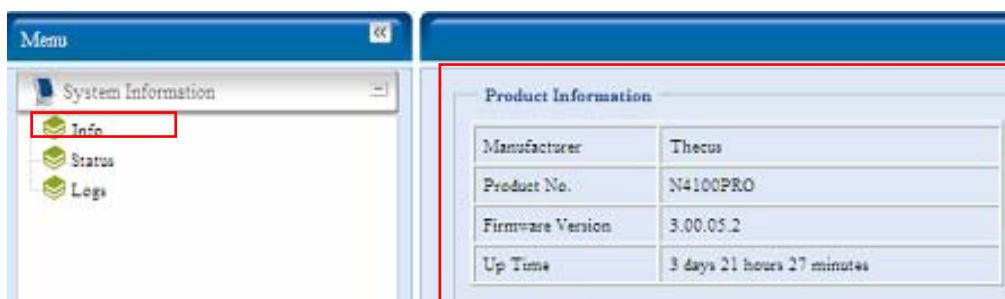 Menu
System Information
Info
Status
Logs
Product Information
Manufacturer Thecus
Product No. N4100PRO
Firmware Version 3.00.05.2
Up Time 3 days 21 hours 27 minutes